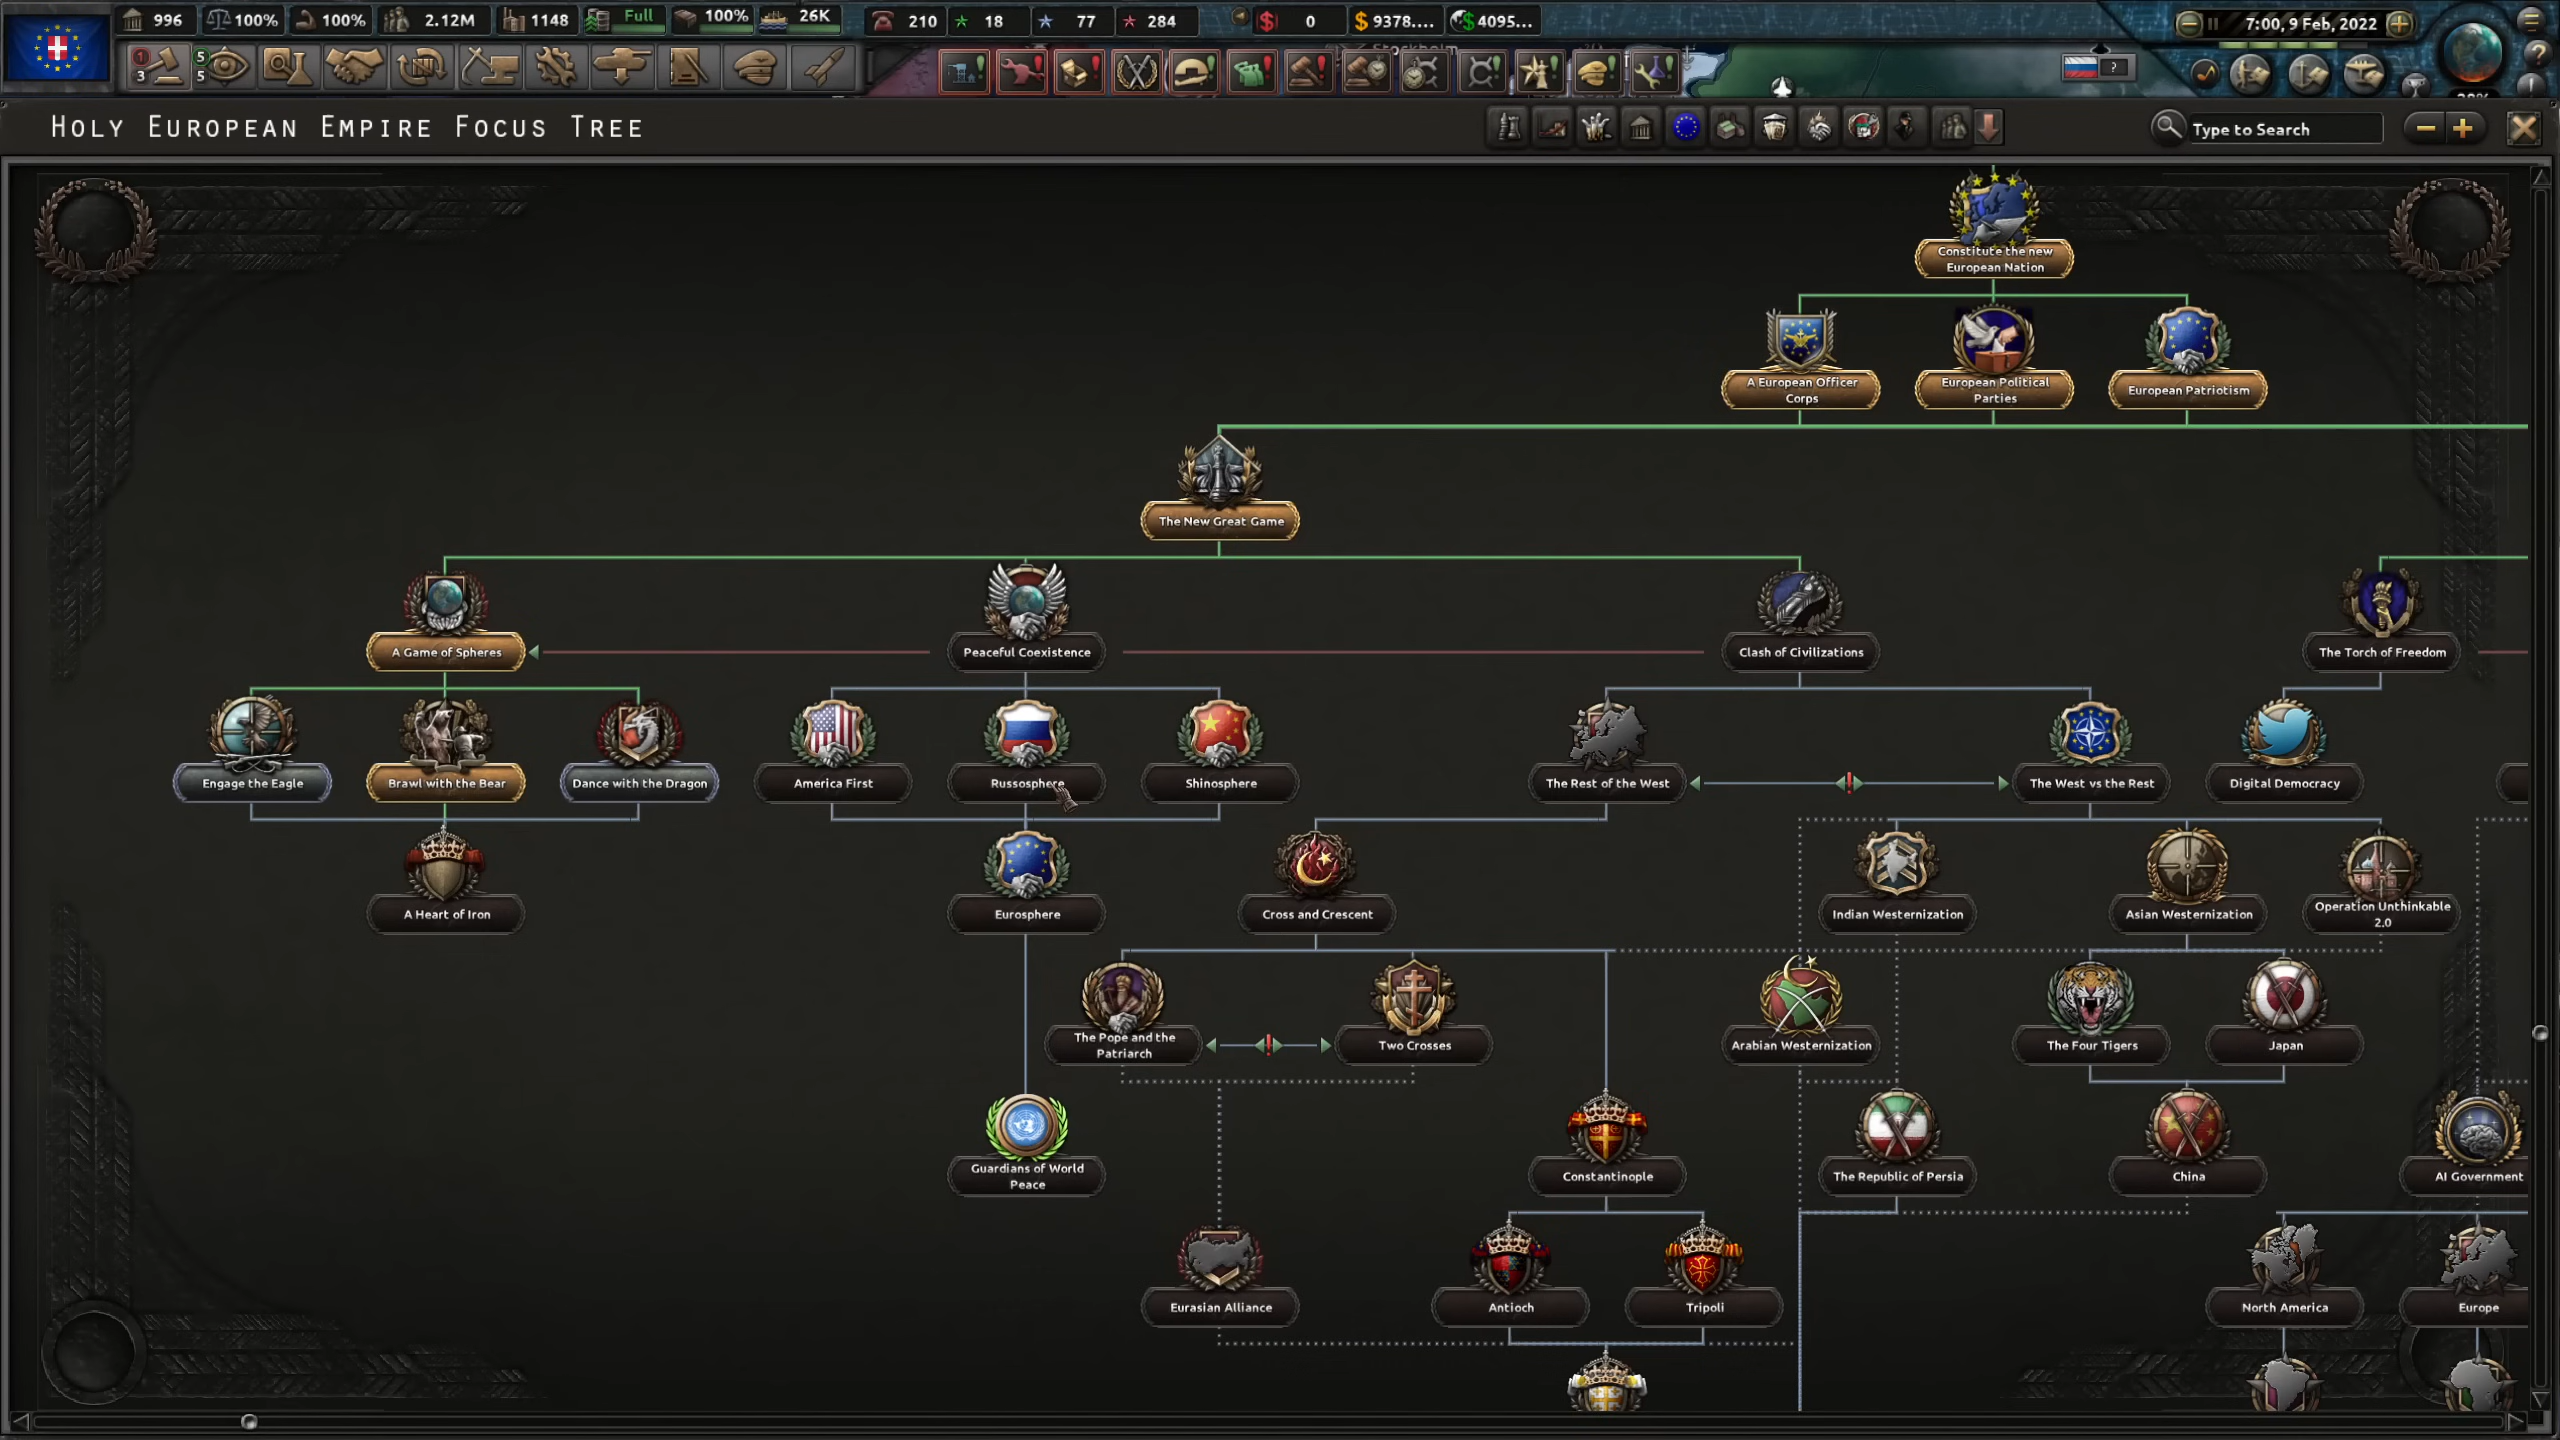 996
100%
100%
2.12M
1148
Full
100%
26K
210
18
77
284
0
9378....
4095...
7:00, 9 Feb, 2022
1
3
5
5
?
?
Holy European Empire Focus Tree
Type to Search
Constitute the new
European Nation
A European Officer
Corps
European Political
Parties
European Patriotism
The New Great Game
A Game of Spheres
Peaceful Coexistence
Clash of Civilizations
The Torch of Freedom
Engage the Eagle
Brawl with the Bear
Dance with the Dragon
America First
Russosphere
Shinosphere
The Rest of the West
The West vs the Rest
Digital Democracy
A Heart of Iron
Eurosphere
Cross and Crescent
Indian Westernization
Asian Westernization
Operation Unthinkable
2.0
The Pope and the
Patriarch
Two Crosses
Arabian Westernization
The Four Tigers
Japan
Guardians of World
Peace
Constantinople
The Republic of Persia
China
AI Government
Eurasian Alliance
Antioch
Tripoli
North America
Europe